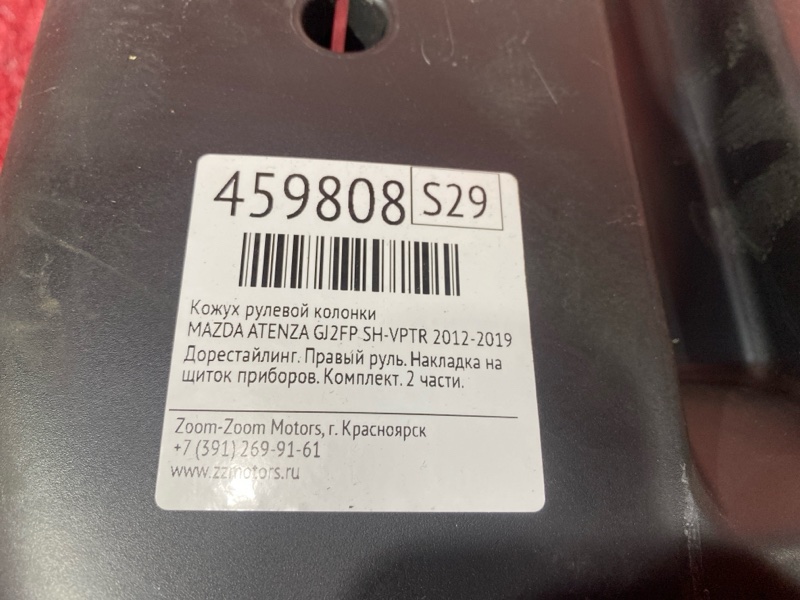 459808 S29
Кожух рулевой колонки
MAZDA ATENZA GJ2FP SH-VPTR 2012-2019
Дорестайлинг. Правый руль. Накладка на
щиток приборов. Комплект. 2 части.
Zoom-Zoom Motors, г. Красноярск
+7 (391) 269-91-61
www.zzmotors.ru